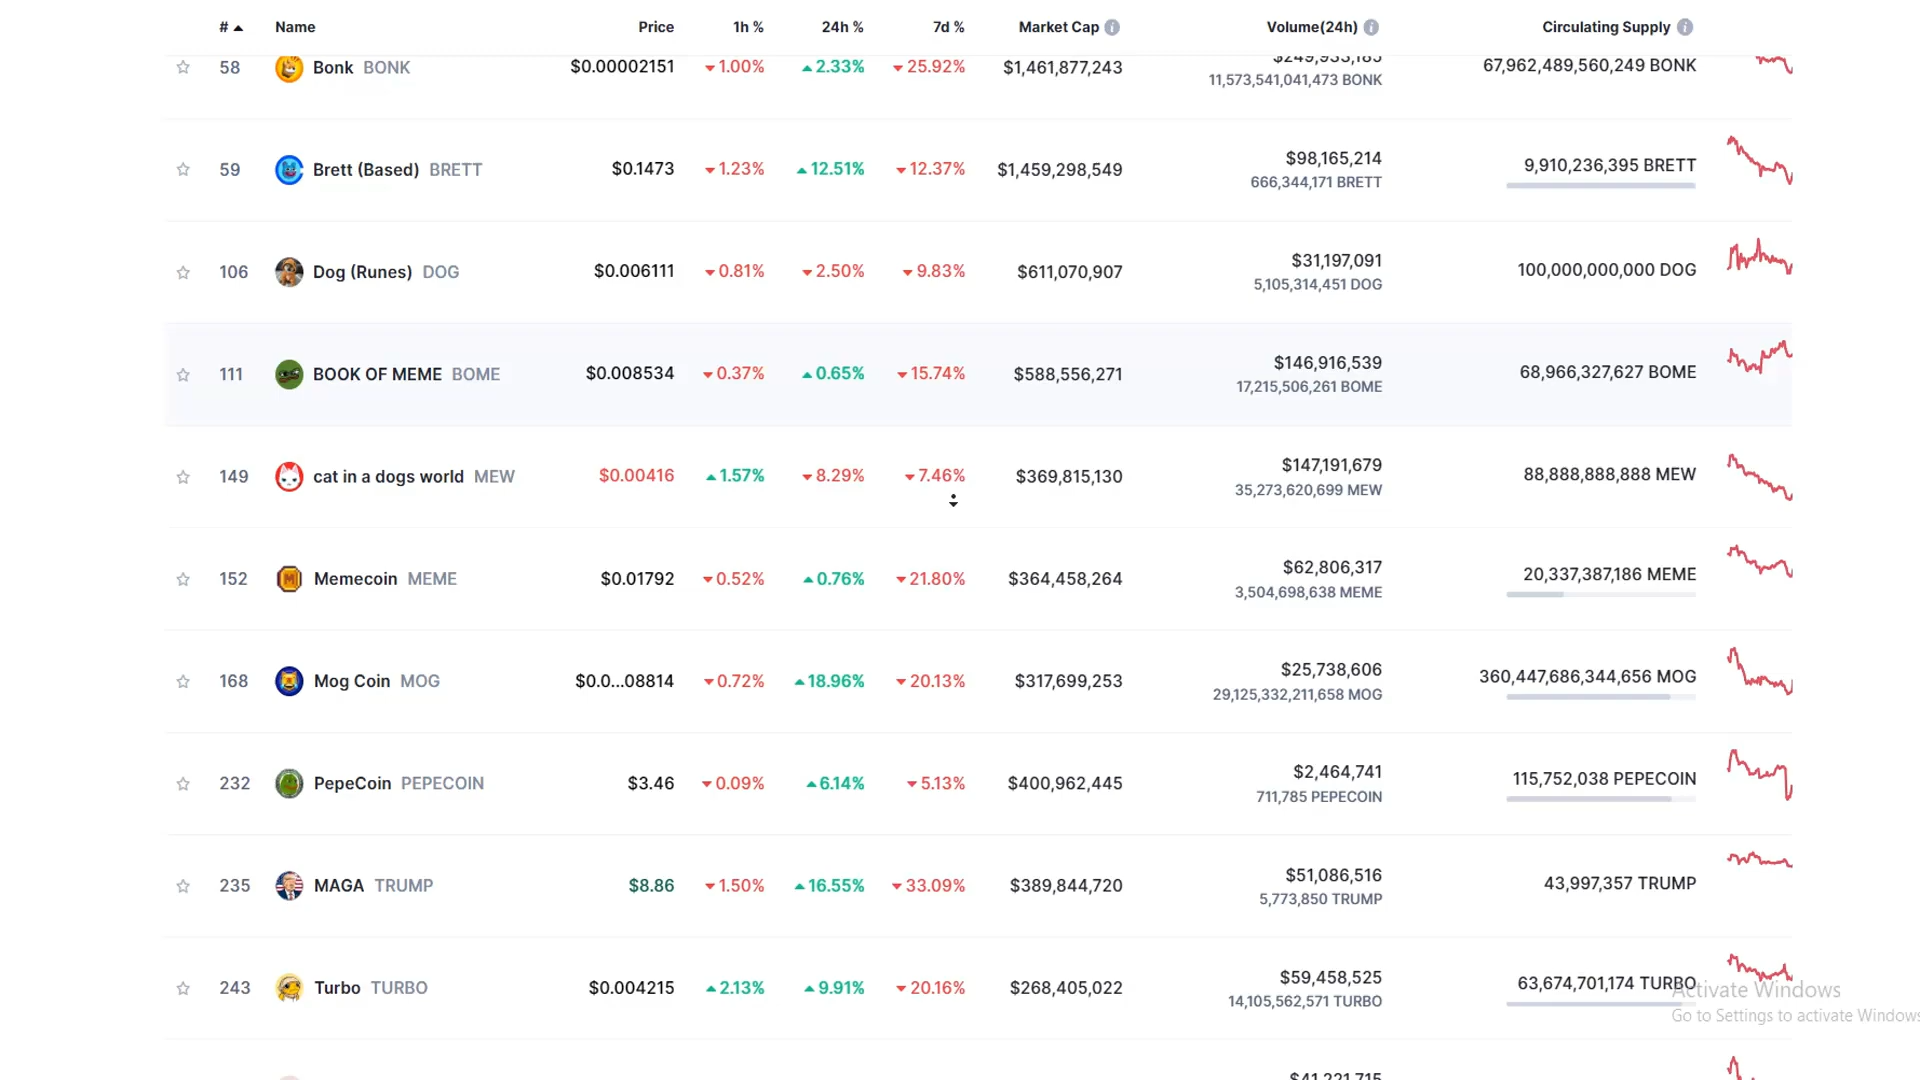 # Name Price 1h % 24h % 7d % Market Cap Volume(24h) Circulating Supply
58 Bonk BONK $0.00002151 1.00% 2.33% 25.92% $1,461,877,243 $249,933,185 67,962,489,560,249 BONK
11,573,541,041,473 BONK
59 Brett (Based) BRETT $0.1473 1.23% 12.51% 12.37% $1,459,298,549 $98,165,214 9,910,236,395 BRETT
666,344,171 BRETT
106 Dog (Runes) DOG $0.006111 0.81% 2.50% 9.83% $611,070,907 $31,197,091 100,000,000,000 DOG
5,105,314,451 DOG
111 BOOK OF MEME BOME $0.008534 0.37% 0.65% 15.74% $588,556,271 $146,916,539 68,966,327,627 BOME
17,215,506,261 BOME
149 cat in a dogs world MEW $0.00416 1.57% 8.29% 7.46% $369,815,130 $147,191,679 88,888,888,888 MEW
35,273,620,699 MEW
152 Memecoin MEME $0.01792 0.52% 0.76% 21.80% $364,458,264 $62,806,317 20,337,387,186 MEME
3,504,698,638 MEME
168 Mog Coin MOG $0.0...08814 0.72% 18.96% 20.13% $317,699,253 $25,738,606 360,447,686,344,656 MOG
29,125,332,211,658 MOG
232 PepeCoin PEPECOIN $3.46 0.09% 6.14% 5.13% $400,962,445 $2,464,741 115,752,038 PEPECOIN
711,785 PEPECOIN
235 MAGA TRUMP $8.86 1.50% 16.55% 33.09% $389,844,720 $51,086,516 43,997,357 TRUMP
5,773,850 TRUMP
243 Turbo TURBO $0.004215 2.13% 9.91% 20.16% $268,405,022 $59,458,525 63,674,701,174 TURBO
14,105,562,571 TURBO
Activate Windows
Go to Settings to activate Windows
$41,221,715